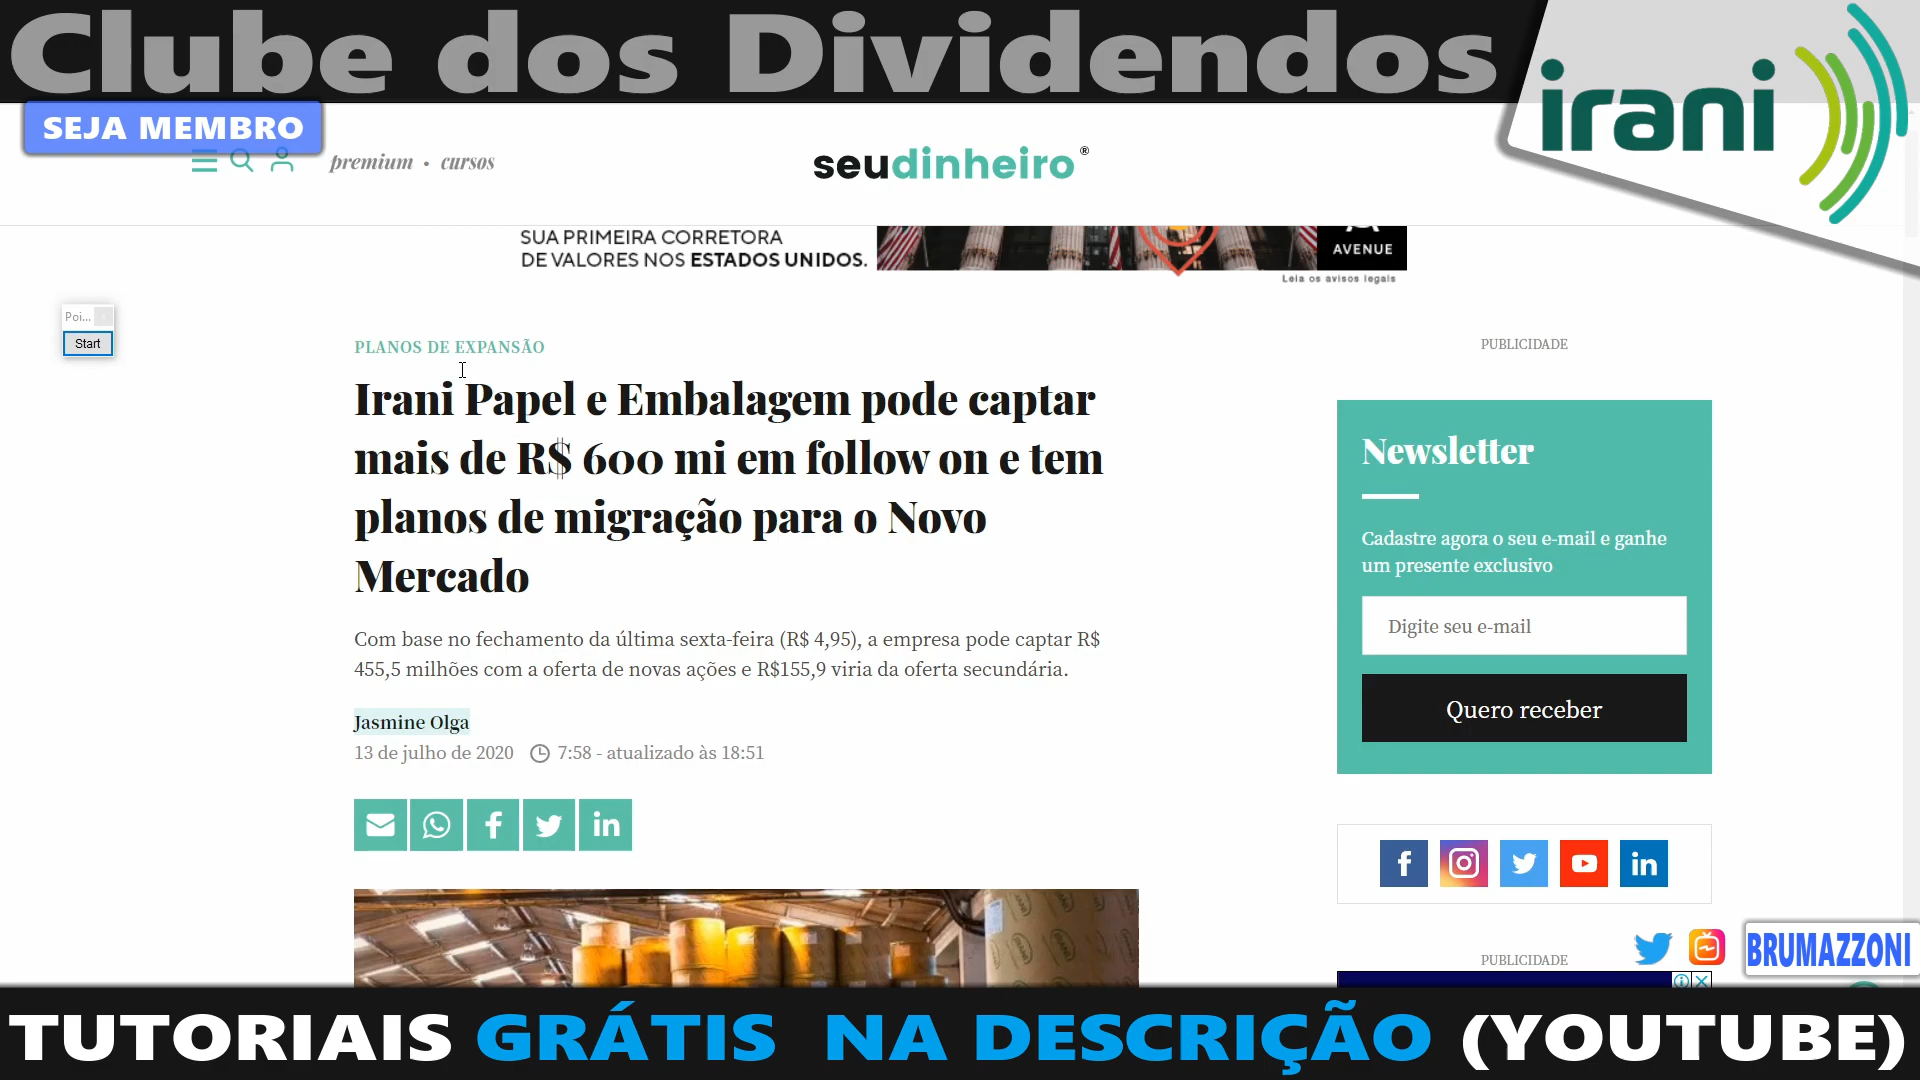 Clube dos Dividendos
irani
SEJA MEMBRO
premium • cursos
seudinheiro®
SUA PRIMEIRA CORRETORA
DE VALORES NOS ESTADOS UNIDOS.
AVENUE
Leia os avisos legais
Poi...
Start
PLANOS DE EXPANSÃO
Irani Papel e Embalagem pode captar
mais de R$ 600 mi em follow on e tem
planos de migração para o Novo
Mercado
Com base no fechamento da última sexta-feira (R$ 4,95), a empresa pode captar R$
455,5 milhões com a oferta de novas ações e R$155,9 viria da oferta secundária.
Jasmine Olga
13 de julho de 2020 7:58 - atualizado às 18:51
PUBLICIDADE
Newsletter
Cadastre agora o seu e-mail e ganhe
um presente exclusivo
Digite seu e-mail
Quero receber
PUBLICIDADE
BRUMAZZONI
TUTORIAIS GRÁTIS NA DESCRIÇÃO (YOUTUBE)